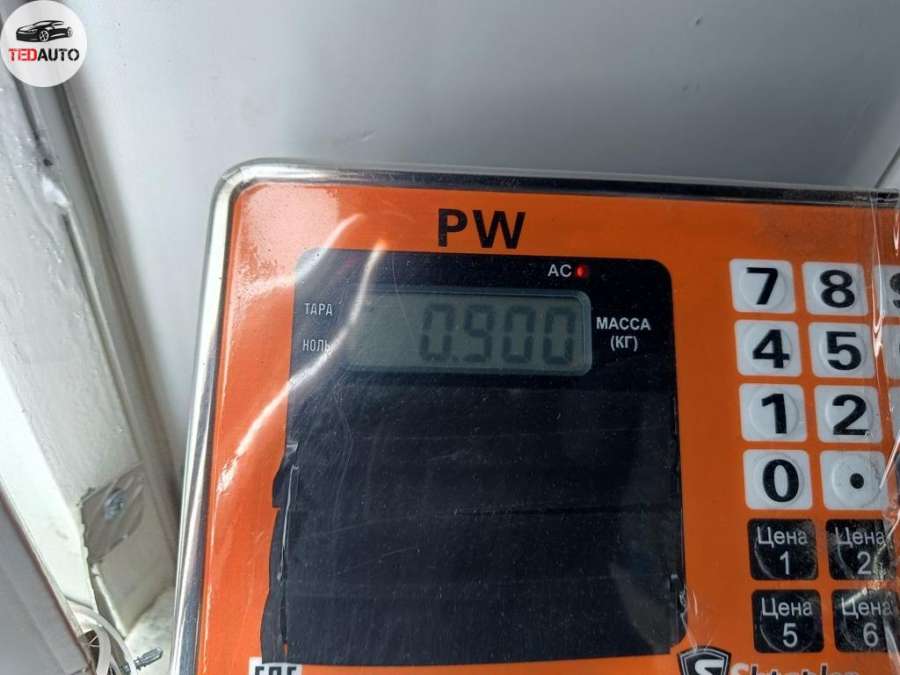 TEDAUTO
PW
AC
ТАРА
НОЛЬ
0.900
МАССА
(КГ)
7 8
4 5
1 2
0 .
Цена 1
Цена 2
Цена 5
Цена 6